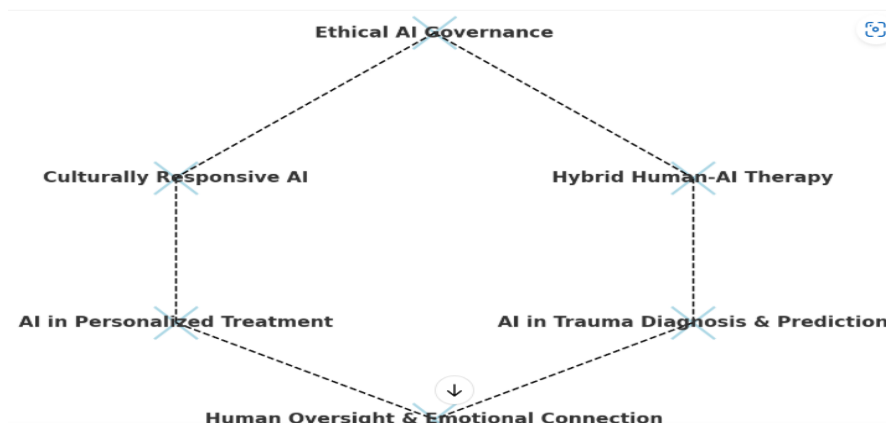 Ethical AI Governance
Culturally Responsive AI
Hybrid Human-AI Therapy
AI in Personalized Treatment
AI in Trauma Diagnosis & Prediction
Human Oversight & Emotional Connection